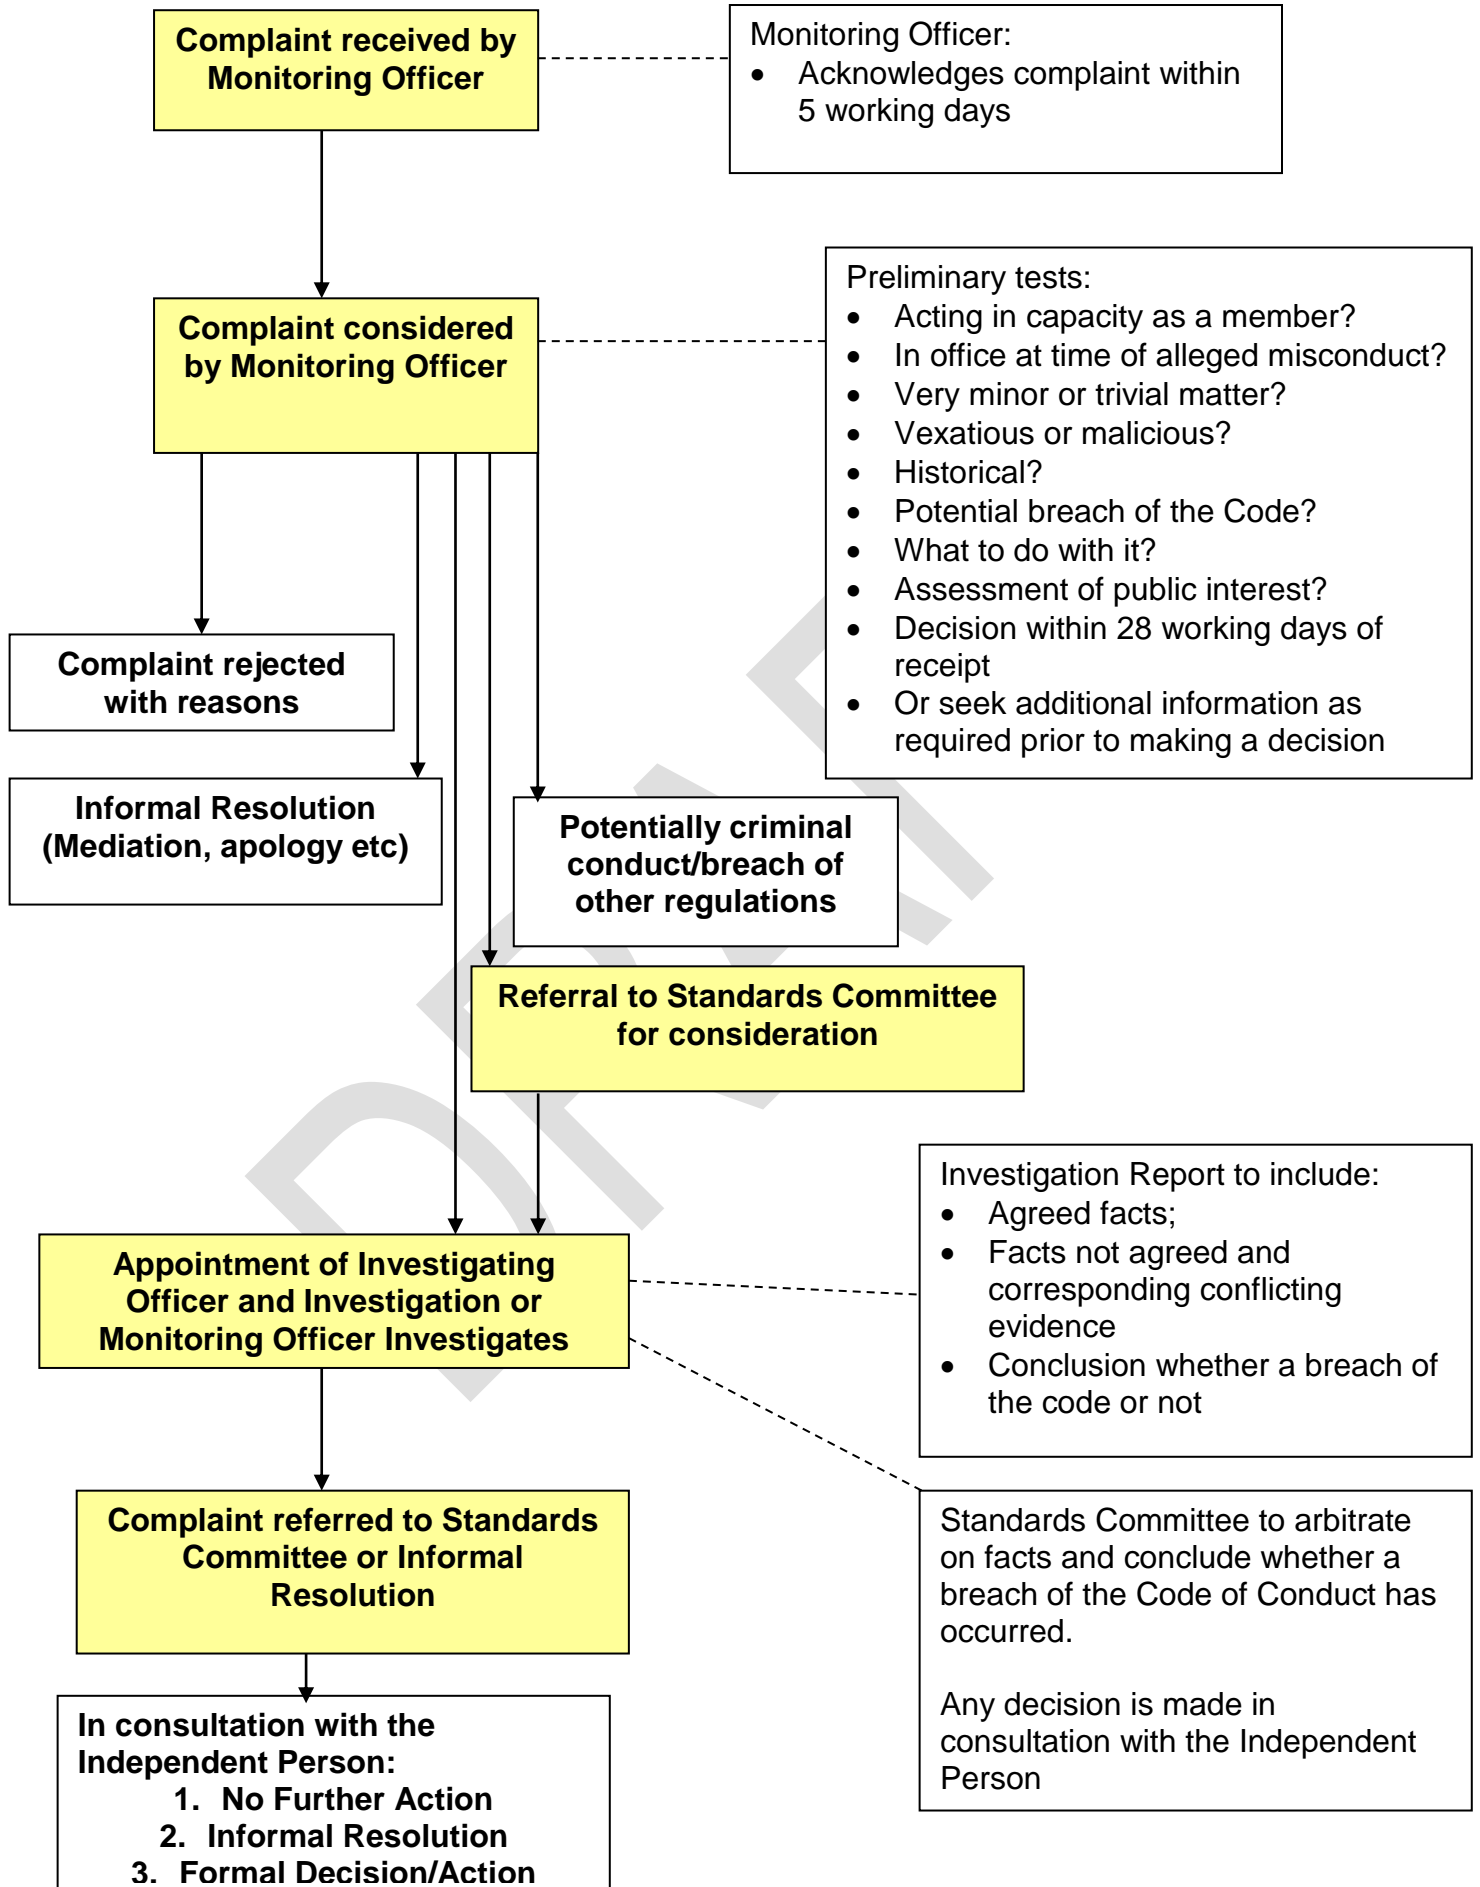 Complaint received by
Monitoring Officer
Monitoring Officer:
• Acknowledges complaint within
5 working days
Complaint considered
by Monitoring Officer
Preliminary tests:
• Acting in capacity as a member?
• In office at time of alleged misconduct?
• Very minor or trivial matter?
• Vexatious or malicious?
• Historical?
• Potential breach of the Code?
• What to do with it?
• Assessment of public interest?
• Decision within 28 working days of
receipt
• Or seek additional information as
required prior to making a decision
Complaint rejected
with reasons
Informal Resolution
(Mediation, apology etc)
Potentially criminal
conduct/breach of
other regulations
Referral to Standards Committee
for consideration
Appointment of Investigating
Officer and Investigation or
Monitoring Officer Investigates
Investigation Report to include:
• Agreed facts;
• Facts not agreed and
corresponding conflicting
evidence
• Conclusion whether a breach of
the code or not
Complaint referred to Standards
Committee or Informal
Resolution
Standards Committee to arbitrate
on facts and conclude whether a
breach of the Code of Conduct has
occurred.
Any decision is made in
consultation with the Independent
Person
In consultation with the
Independent Person:
1. No Further Action
2. Informal Resolution
3. Formal Decision/Action
DRAF